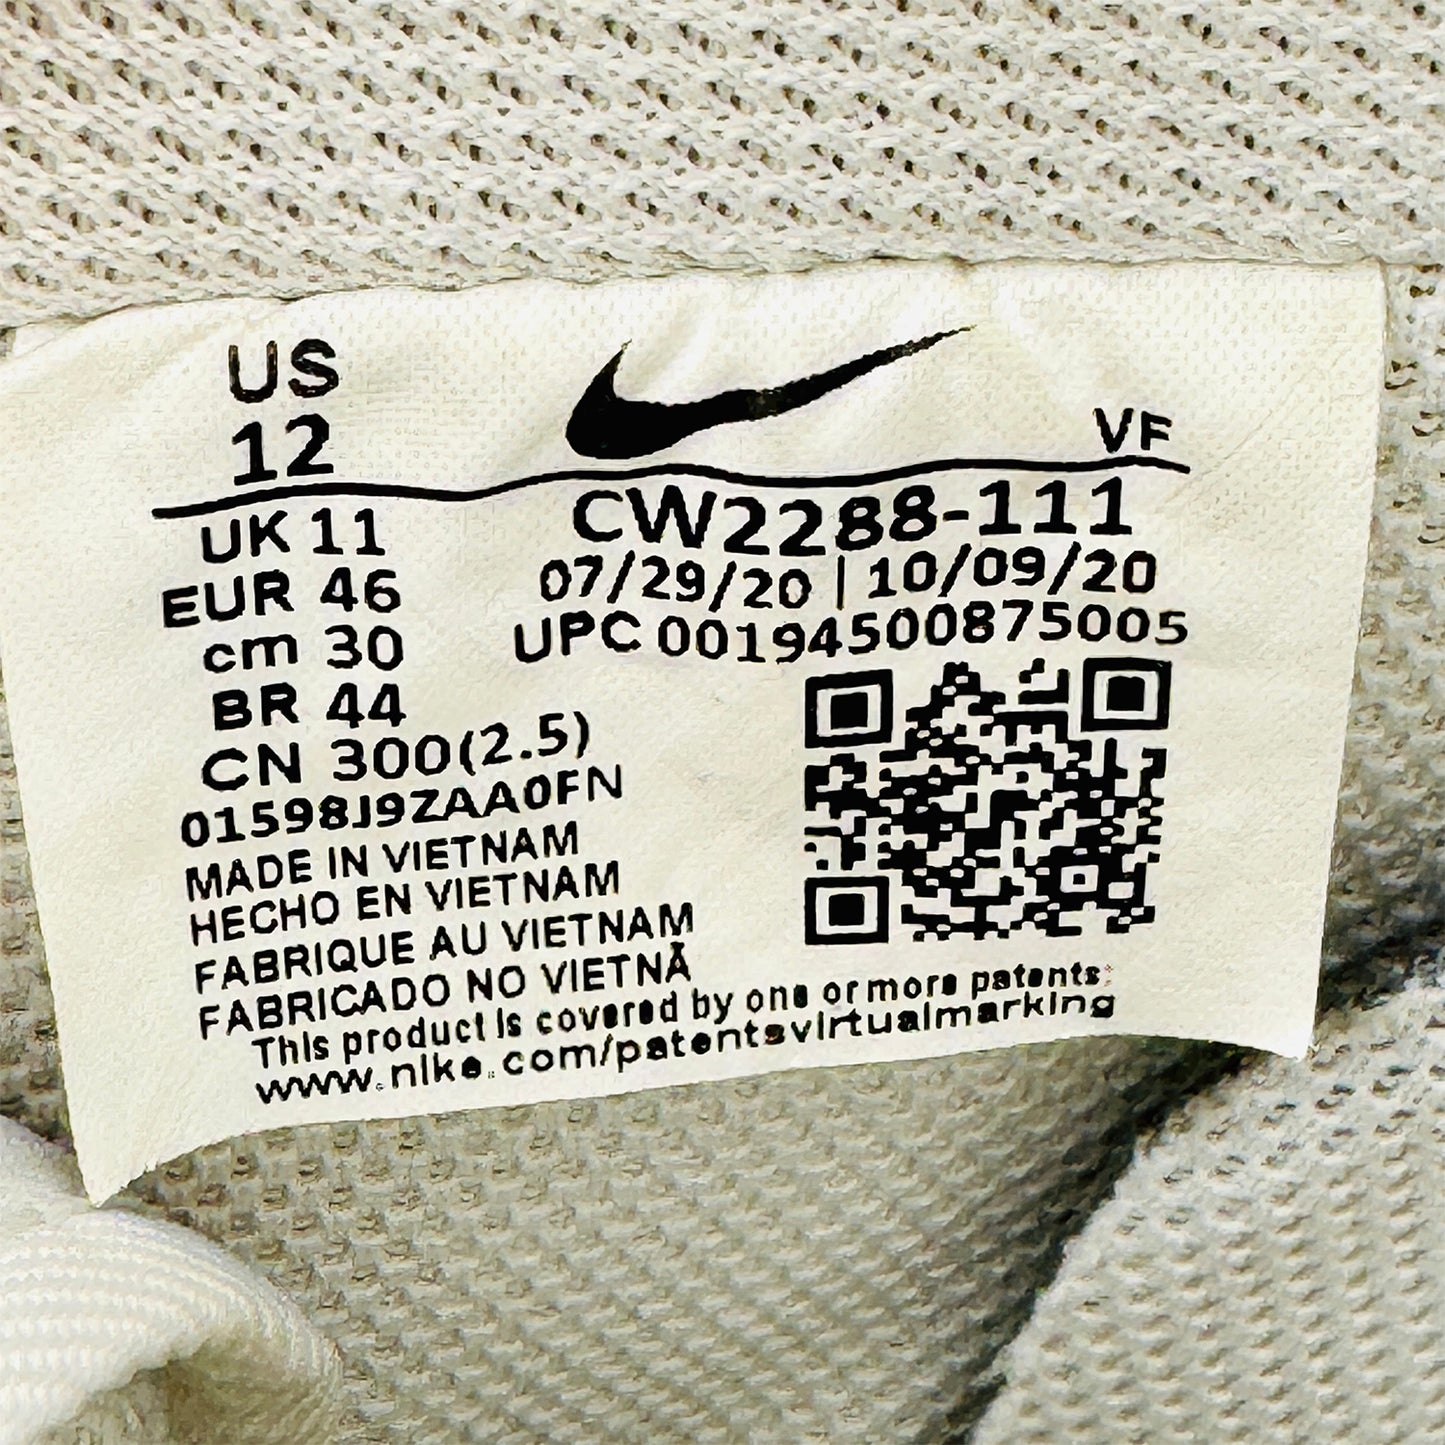 US
12
VF
UK 11
EUR 46
cm 30
BR 44
CN 300(2.5)
CW2288-111
07/29/20 | 10/09/20
UPC 00194500875005
01598J9ZAA0FN
MADE IN VIETNAM
HECHO EN VIETNAM
FABRIQUE AU VIETNAM
FABRICADO NO VIETNÃ
This product is covered by one or more patents:
www.nike.com/patentsvirtualmarking